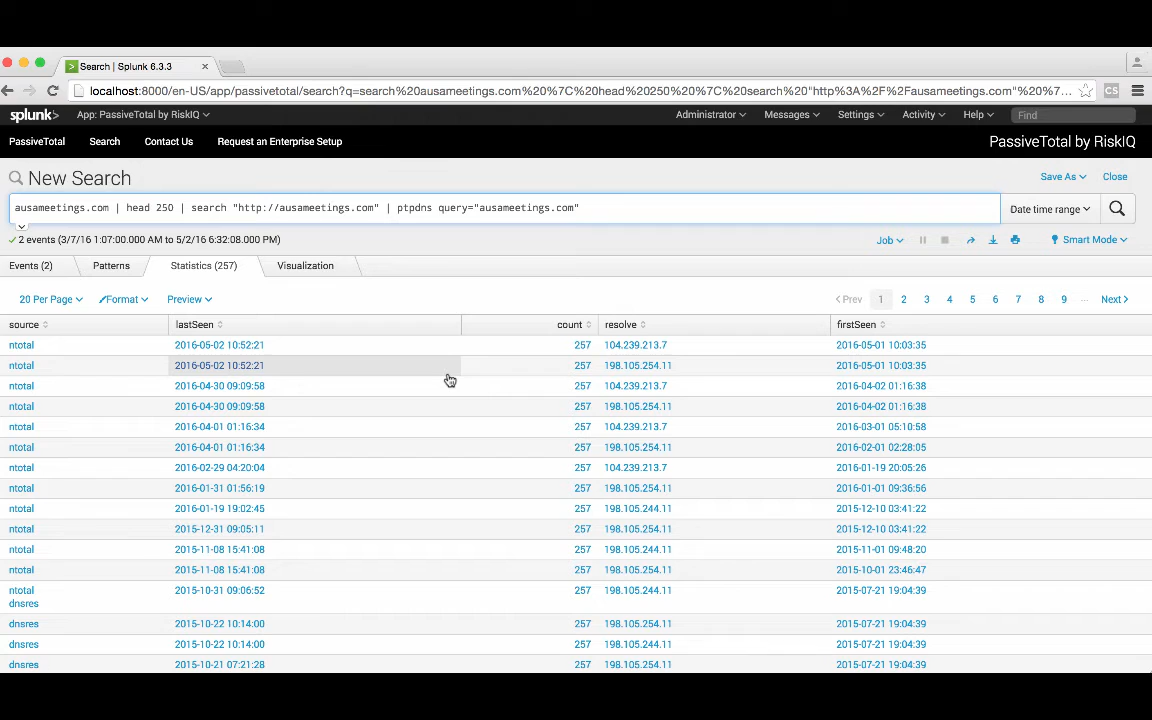 Search | Splunk 6.3.3
localhost:8000/en-US/app/passivetotal/search?q=search%20ausameetings.com%20%7C%20head%20250%20%7C%20search%20"http%3A%2F%2Fausameetings.com"%20%7...
CS
splunk> App: PassiveTotal by RiskIQ Administrator Messages Settings Activity Help Find
PassiveTotal Search Contact Us Request an Enterprise Setup PassiveTotal by RiskIQ
New Search Save As Close
ausameetings.com | head 250 | search "http://ausameetings.com" | ptpdns query="ausameetings.com" Date time range
2 events (3/7/16 1:07:00.000 AM to 5/2/16 6:32:08.000 PM) Job Smart Mode
Events (2) Patterns Statistics (257) Visualization
20 Per Page Format Preview < Prev 1 2 3 4 5 6 7 8 9 ... Next >
source lastSeen count resolve firstSeen
ntotal 2016-05-02 10:52:21 257 104.239.213.7 2016-05-01 10:03:35
ntotal 2016-05-02 10:52:21 257 198.105.254.11 2016-05-01 10:03:35
ntotal 2016-04-30 09:09:58 257 104.239.213.7 2016-04-02 01:16:38
ntotal 2016-04-30 09:09:58 257 198.105.254.11 2016-04-02 01:16:38
ntotal 2016-04-01 01:16:34 257 104.239.213.7 2016-03-01 05:10:58
ntotal 2016-04-01 01:16:34 257 198.105.254.11 2016-02-01 02:28:05
ntotal 2016-02-29 04:20:04 257 104.239.213.7 2016-01-19 20:05:26
ntotal 2016-01-31 01:56:19 257 198.105.254.11 2016-01-01 09:36:56
ntotal 2016-01-19 19:02:45 257 198.105.244.11 2015-12-10 03:41:22
ntotal 2015-12-31 09:05:11 257 198.105.254.11 2015-12-10 03:41:22
ntotal 2015-11-08 15:41:08 257 198.105.244.11 2015-11-01 09:48:20
ntotal 2015-11-08 15:41:08 257 198.105.254.11 2015-10-01 23:46:47
ntotal 2015-10-31 09:06:52 257 198.105.244.11 2015-07-21 19:04:39
dnsres
dnsres 2015-10-22 10:14:00 257 198.105.254.11 2015-07-21 19:04:39
dnsres 2015-10-22 10:14:00 257 198.105.244.11 2015-07-21 19:04:39
dnsres 2015-10-21 07:21:28 257 198.105.254.11 2015-07-21 19:04:39